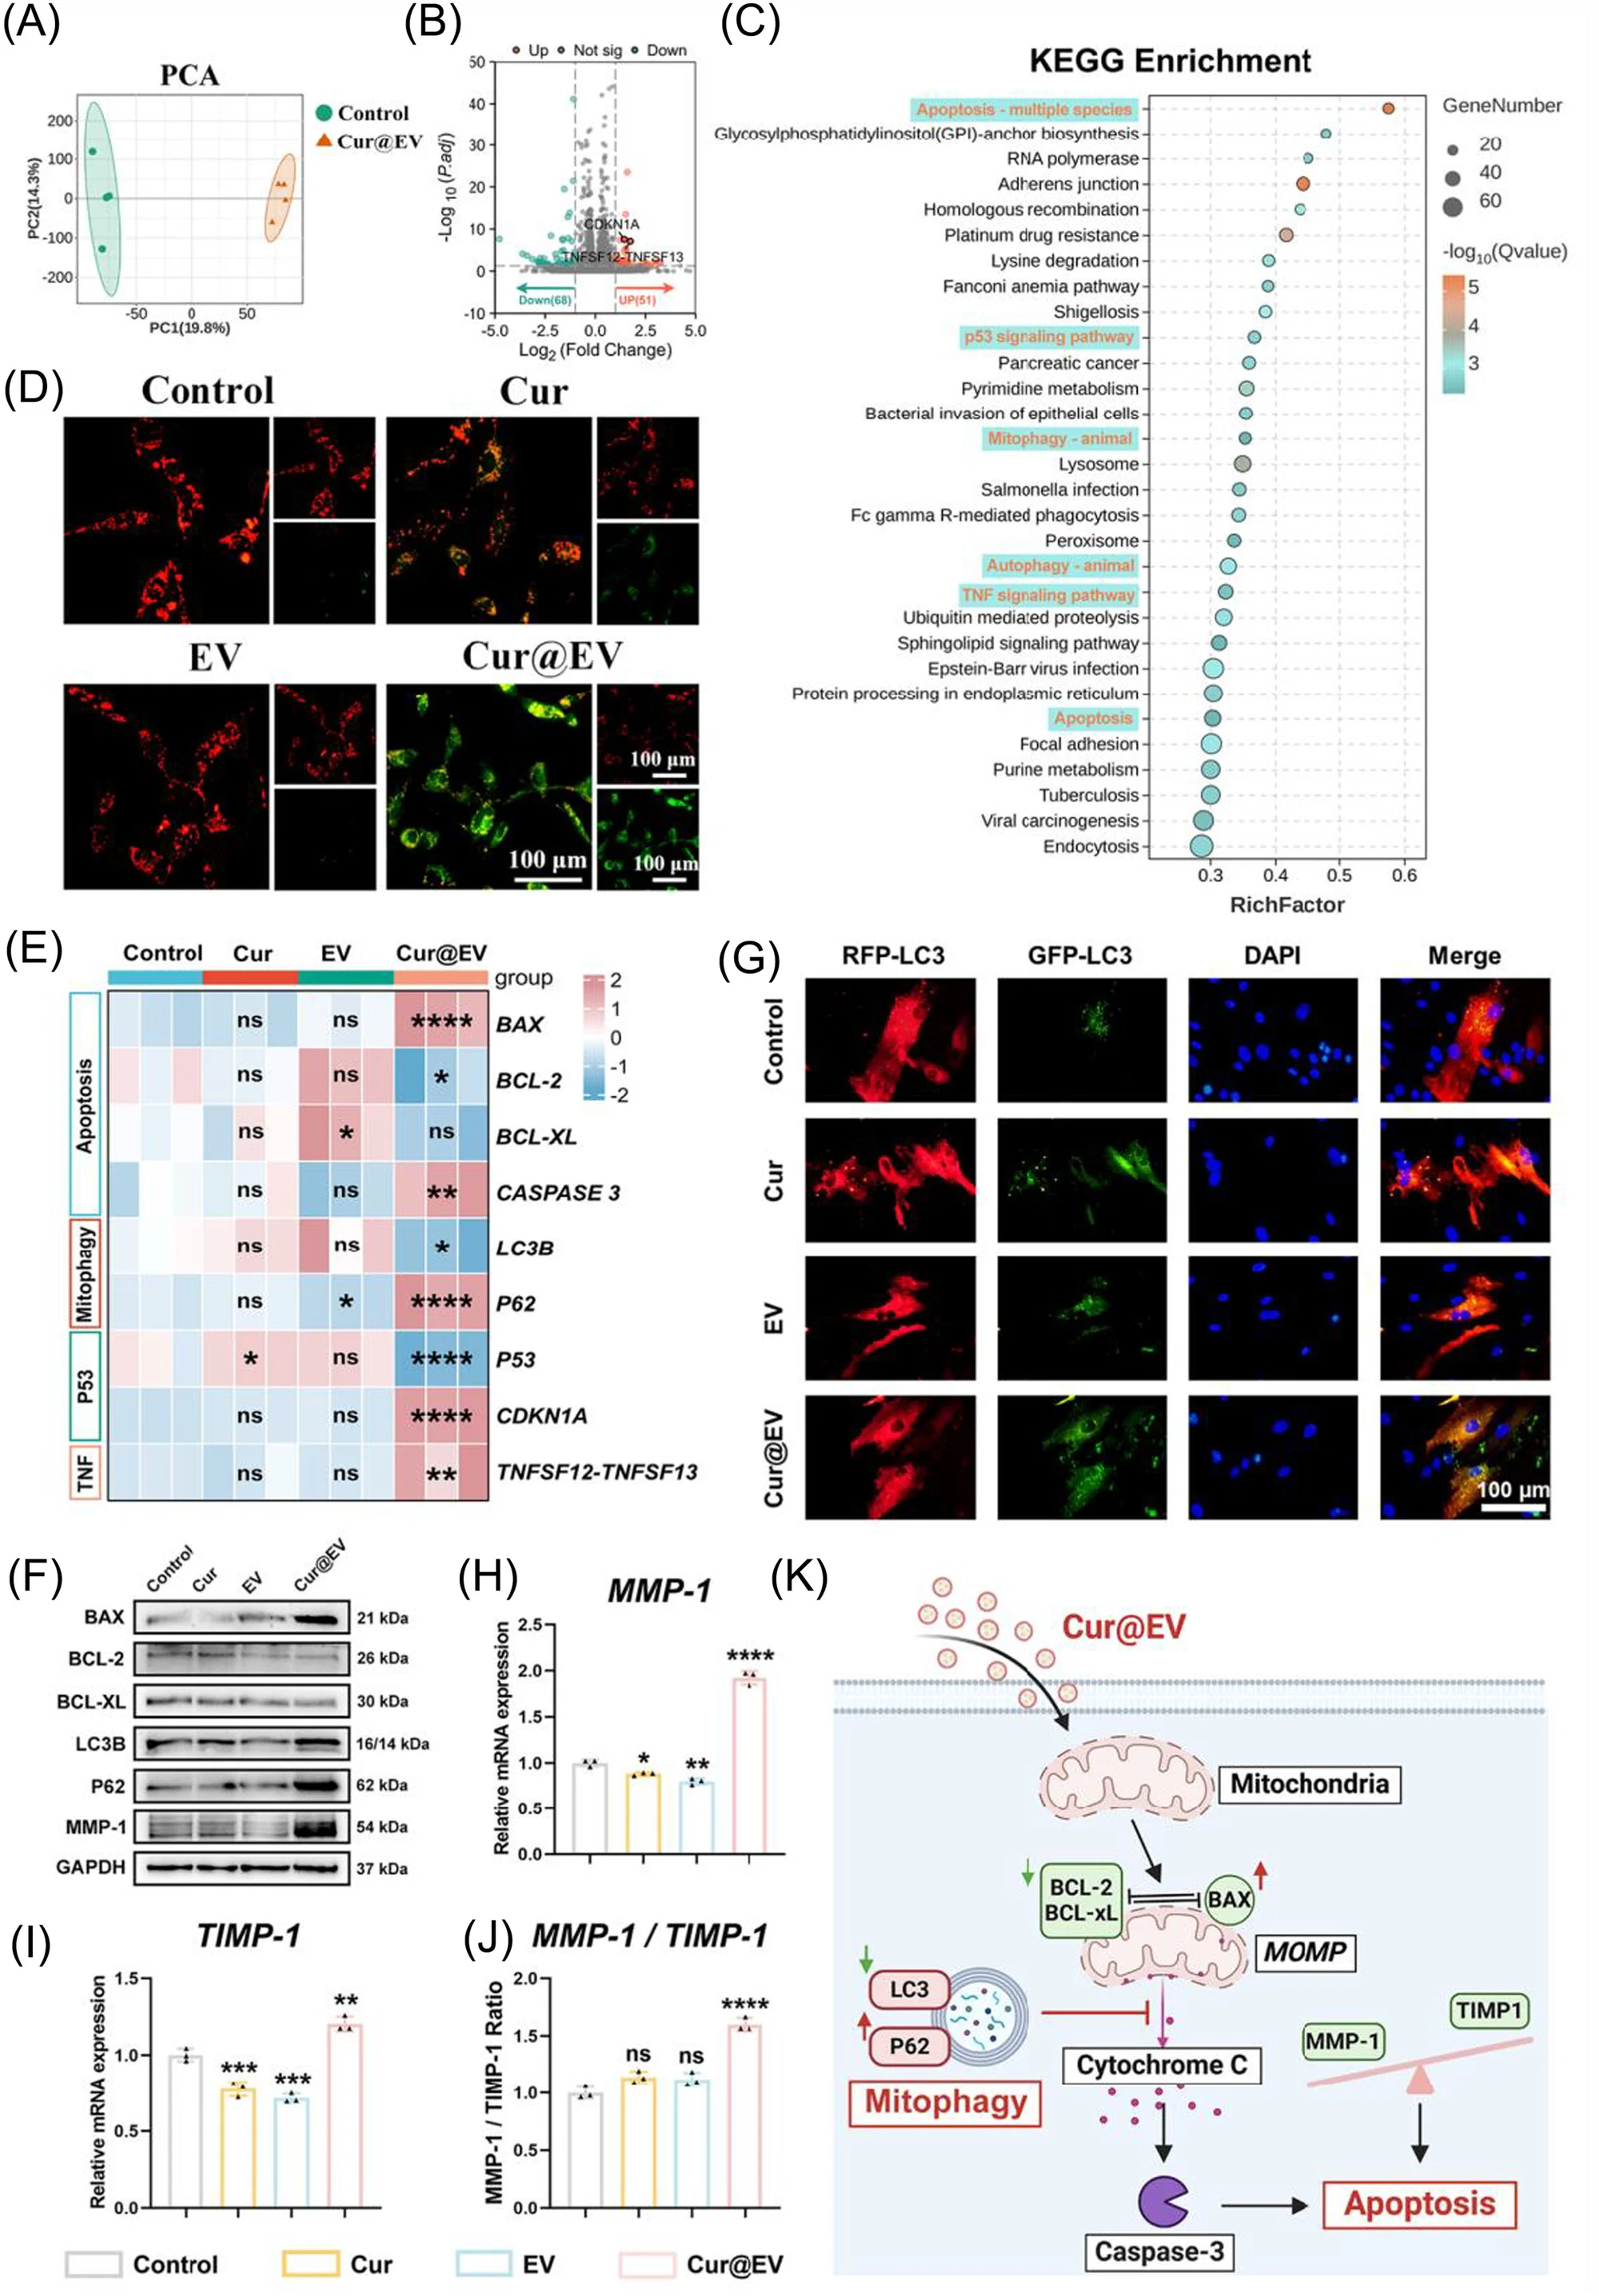 (A)
PCA
PC2(14.3%)
200
100
0
-100
-200
-50
0
50
PC1(19.8%)
Control
Cur@EV
(B)
Up Not sig Down
-Log10(P.adj)
50
40
30
20
10
0
-10
CDKN1A
TNFSF12-TNFSF13
Down(68)
UP(51)
-5.0
-2.5
0.0
2.5
5.0
Log2 (Fold Change)
(C)
KEGG Enrichment
Apoptosis - multiple species
Glycosylphosphatidylinositol(GPI)-anchor biosynthesis
RNA polymerase
Adherens junction
Homologous recombination
Platinum drug resistance
Lysine degradation
Fanconi anemia pathway
Shigellosis
p53 signaling pathway
Pancreatic cancer
Pyrimidine metabolism
Bacterial invasion of epithelial cells
Mitophagy - animal
Lysosome
Salmonella infection
Fc gamma R-mediated phagocytosis
Peroxisome
Autophagy - animal
TNF signaling pathway
Ubiquitin mediated proteolysis
Sphingolipid signaling pathway
Epstein-Barr virus infection
Protein processing in endoplasmic reticulum
Apoptosis
Focal adhesion
Purine metabolism
Tuberculosis
Viral carcinogenesis
Endocytosis
0.3
0.4
0.5
0.6
RichFactor
GeneNumber
20
40
60
-log10(Qvalue)
5
4
3
(D)
Control
Cur
EV
Cur@EV
100 μm
100 μm
100 μm
(E)
Control Cur EV Cur@EV
group
2
1
0
-1
-2
Apoptosis
Mitophagy
P53
TNF
ns ns **** BAX
ns ns * BCL-2
ns * ns BCL-XL
ns ns ** CASPASE 3
ns ns * LC3B
ns * **** P62
* ns **** P53
ns ns **** CDKN1A
ns ns ** TNFSF12-TNFSF13
(G)
RFP-LC3 GFP-LC3 DAPI Merge
Control
Cur
EV
Cur@EV
100 μm
(F)
Control Cur EV Cur@EV
BAX 21 kDa
BCL-2 26 kDa
BCL-XL 30 kDa
LC3B 16/14 kDa
P62 62 kDa
MMP-1 54 kDa
GAPDH 37 kDa
(H)
MMP-1
Relative mRNA expression
2.5
2.0
1.5
1.0
0.5
0.0
*
**
****
(I)
TIMP-1
Relative mRNA expression
1.5
1.0
0.5
0.0
***
***
**
(J)
MMP-1 / TIMP-1
MMP-1 / TIMP-1 Ratio
2.0
1.5
1.0
0.5
0.0
ns
ns
****
Control Cur EV Cur@EV
(K)
Cur@EV
Mitochondria
BCL-2
BCL-xL
BAX
MOMP
LC3
P62
Mitophagy
Cytochrome C
MMP-1
TIMP1
Caspase-3
Apoptosis